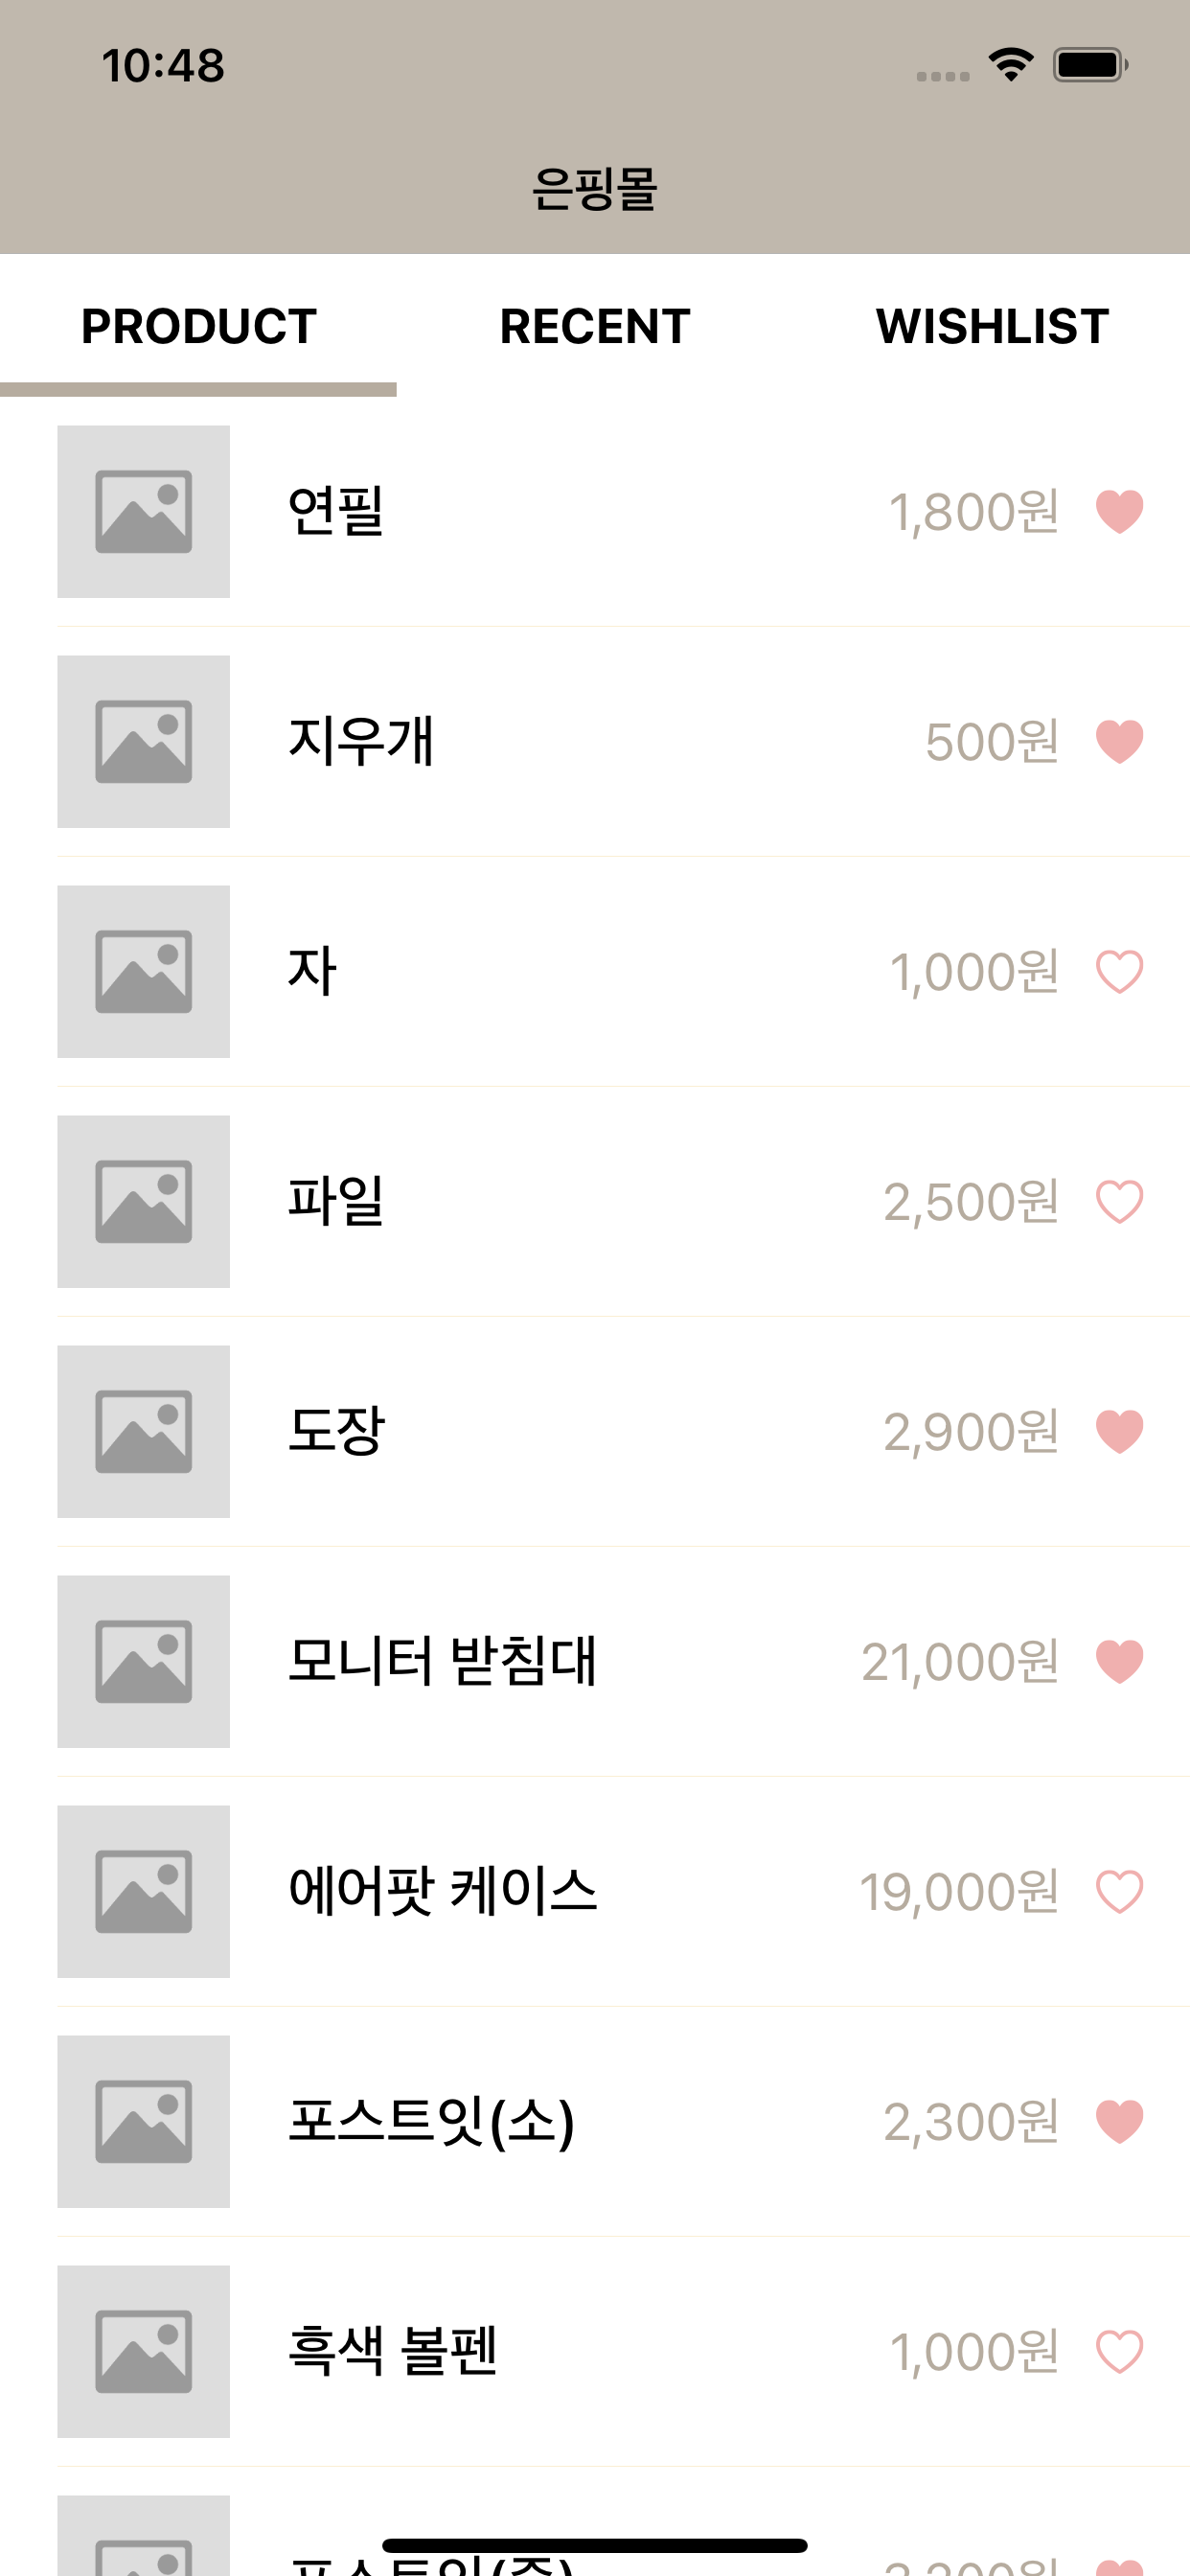 10:48
은핑몰
PRODUCT RECENT WISHLIST
연필 1,800원
지우개 500원
자 1,000원
파일 2,500원
도장 2,900원
모니터 받침대 21,000원
에어팟 케이스 19,000원
포스트잇(소) 2,300원
흑색 볼펜 1,000원